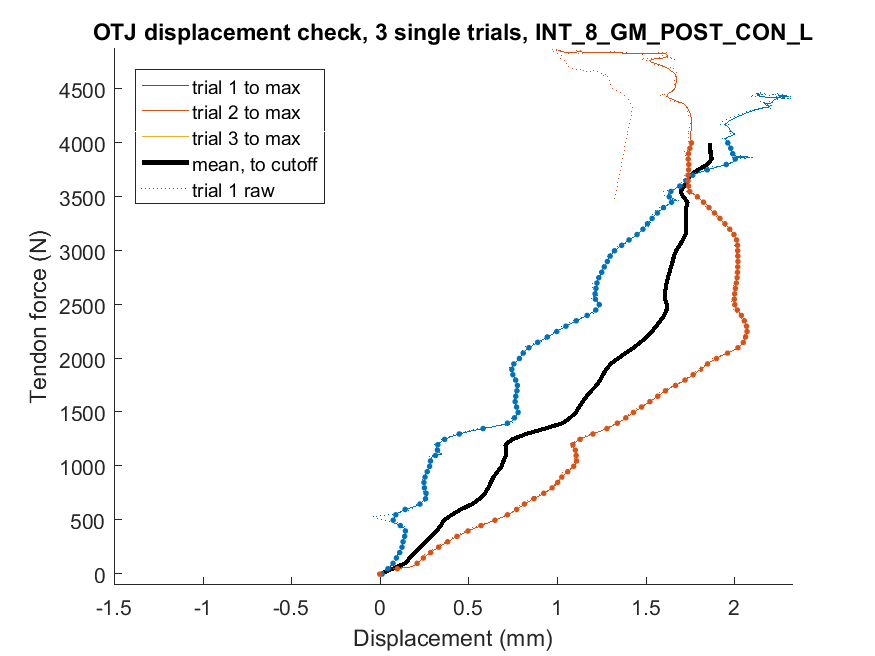 OTJ displacement check, 3 single trials, INT_8_GM_POST_CON_L
trial 1 to max
trial 2 to max
trial 3 to max
mean, to cutoff
trial 1 raw
4500
4000
3500
3000
2500
2000
1500
1000
500
0
Tendon force (N)
-1.5 -1 -0.5 0 0.5 1 1.5 2
Displacement (mm)